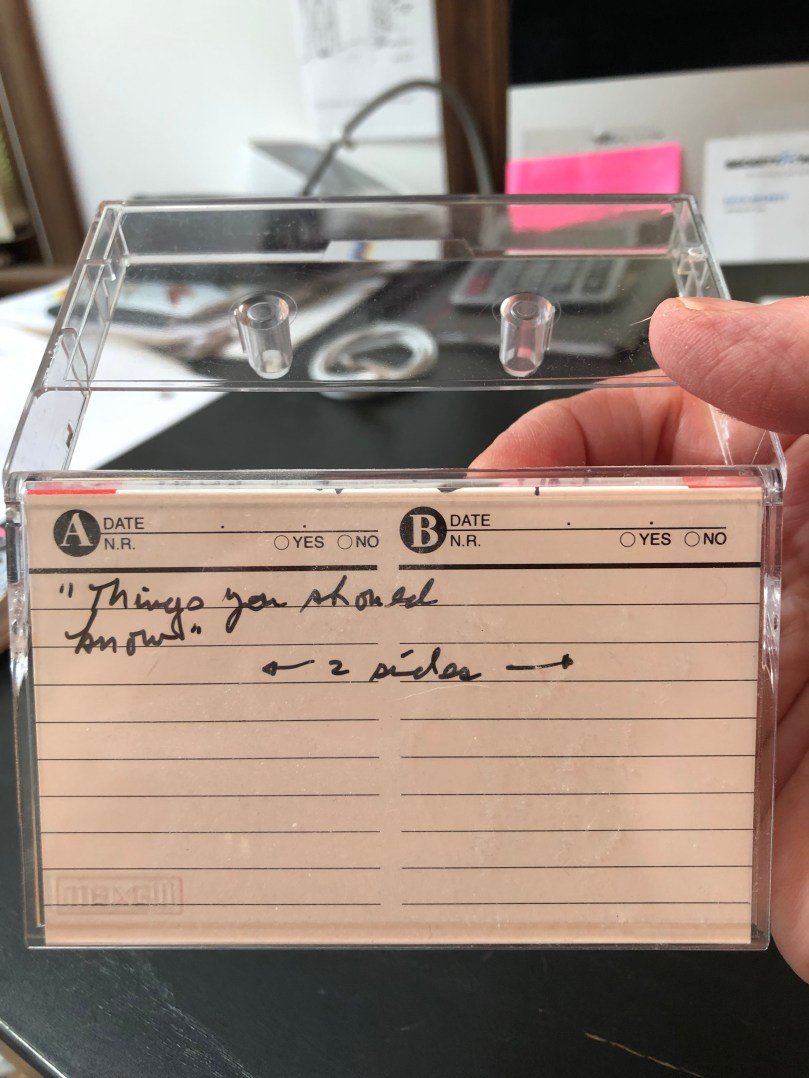 A DATE . .
N.R. ○YES ○NO
B DATE . .
N.R. ○YES ○NO
"Things you should
know"
← 2 sides →
maxell